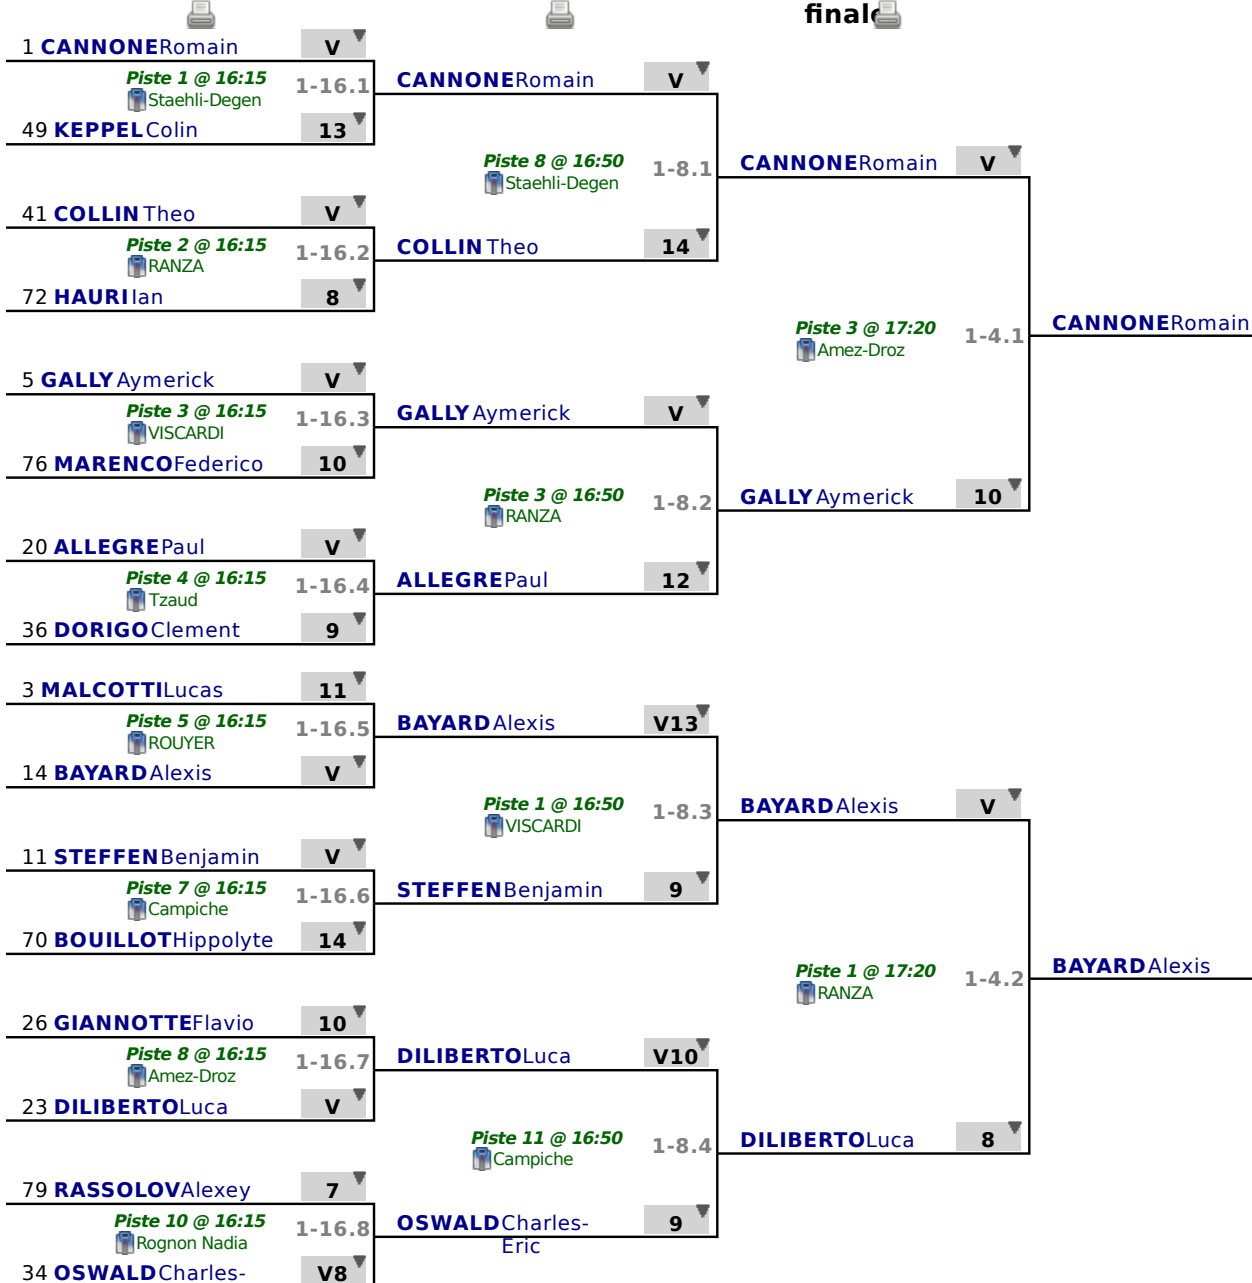 finale
1 CANNONE Romain V
Piste 1 @ 16:15
1-16.1
Staehli-Degen
49 KEPPEL Colin 13
41 COLLIN Theo V
Piste 2 @ 16:15
1-16.2
RANZA
72 HAURI Ian 8
5 GALLY Aymerick V
Piste 3 @ 16:15
1-16.3
VISCARDI
76 MARENCO Federico 10
20 ALLEGRE Paul V
Piste 4 @ 16:15
1-16.4
Tzaud
36 DORIGO Clement 9
3 MALCOTTI Lucas 11
Piste 5 @ 16:15
1-16.5
ROUYER
14 BAYARD Alexis V
11 STEFFEN Benjamin V
Piste 7 @ 16:15
1-16.6
Campiche
70 BOUILLOT Hippolyte 14
26 GIANNOTTE Flavio 10
Piste 8 @ 16:15
1-16.7
Amez-Droz
23 DILIBERTO Luca V
79 RASSOLOV Alexey 7
Piste 10 @ 16:15
1-16.8
Rognon Nadia
34 OSWALD Charles- V8
CANNONE Romain V
Piste 8 @ 16:50
1-8.1
Staehli-Degen
COLLIN Theo 14
GALLY Aymerick V
Piste 3 @ 16:50
1-8.2
RANZA
ALLEGRE Paul 12
BAYARD Alexis V13
Piste 1 @ 16:50
1-8.3
VISCARDI
STEFFEN Benjamin 9
DILIBERTO Luca V10
Piste 11 @ 16:50
1-8.4
Campiche
OSWALD Charles- 9
Eric
CANNONE Romain V
Piste 3 @ 17:20
1-4.1
Amez-Droz
GALLY Aymerick 10
BAYARD Alexis V
Piste 1 @ 17:20
1-4.2
RANZA
DILIBERTO Luca 8
CANNONE Romain
BAYARD Alexis